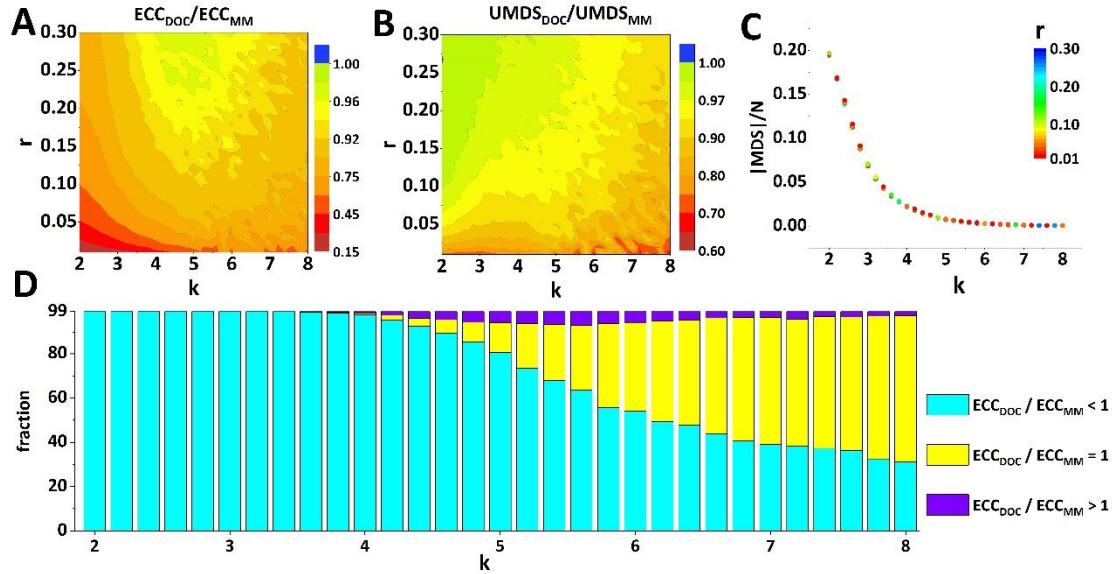 A
ECC_DOC/ECC_MM
0.30
0.25
0.20
0.15
0.10
0.05
r
2 3 4 5 6 7 8
k
1.00
0.96
0.92
0.75
0.45
0.15
B
UMDS_DOC/UMDS_MM
0.30
0.25
0.20
0.15
0.10
0.05
r
2 3 4 5 6 7 8
k
1.00
0.97
0.90
0.80
0.70
0.60
C
|MDS|/N
0.20
0.15
0.10
0.05
0.00
2 3 4 5 6 7 8
k
r
0.30
0.20
0.10
0.01
D
fraction
99
80
60
40
20
0
2 3 4 5 6 7 8
k
ECC_DOC / ECC_MM < 1
ECC_DOC / ECC_MM = 1
ECC_DOC / ECC_MM > 1